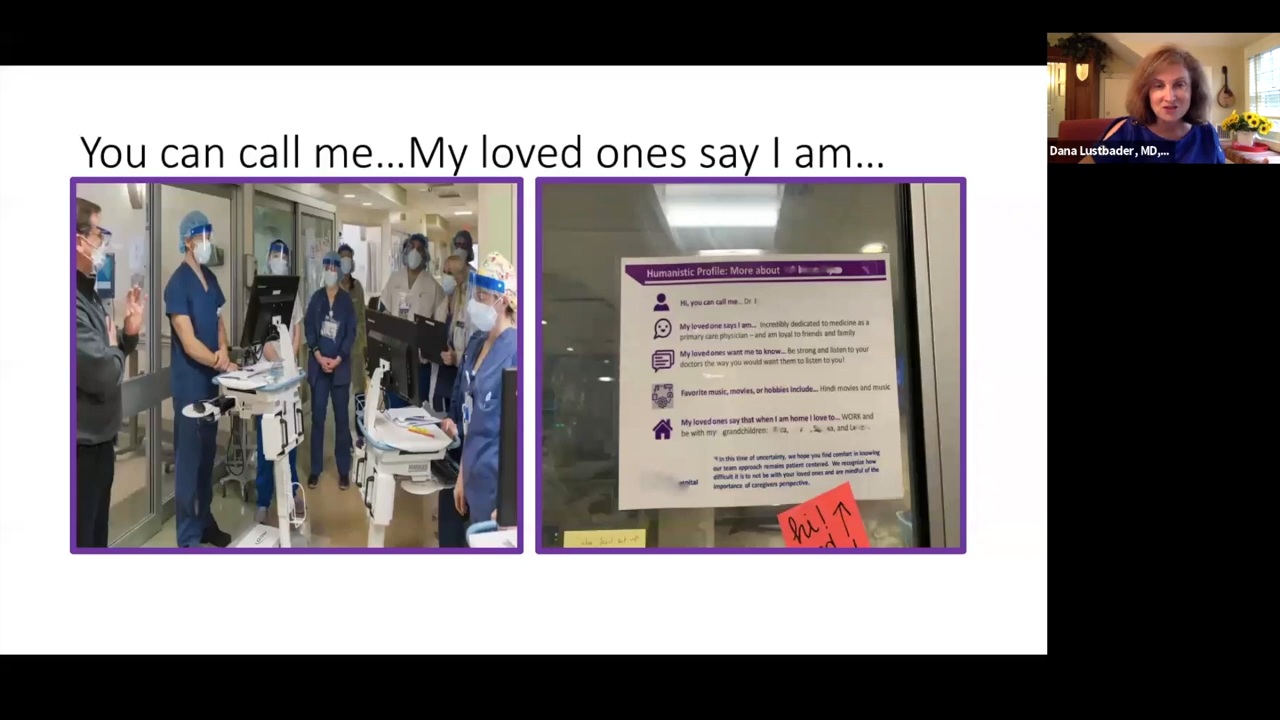 You can call me...My loved ones say I am...
Dana Lustbader, MD,...
Humanistic Profile: More about
Hi, you can call me... Dr. I
My loved one says I am... Incredibly dedicated to medicine as a
primary care physician – and am loyal to friends and family
My loved ones want me to know... Be strong and listen to your
doctors the way you would want them to listen to you!
Favorite music, movies, or hobbies include... Hindi movies and music
My loved ones say that when I am home I love to... WORK and
be with my grandchildren: and
"In this time of uncertainty, we hope you find comfort in knowing
our team approach remains patient centered. We recognize how
difficult it is to not be with your loved ones and are mindful of the
importance of caregivers perspective.
hi!